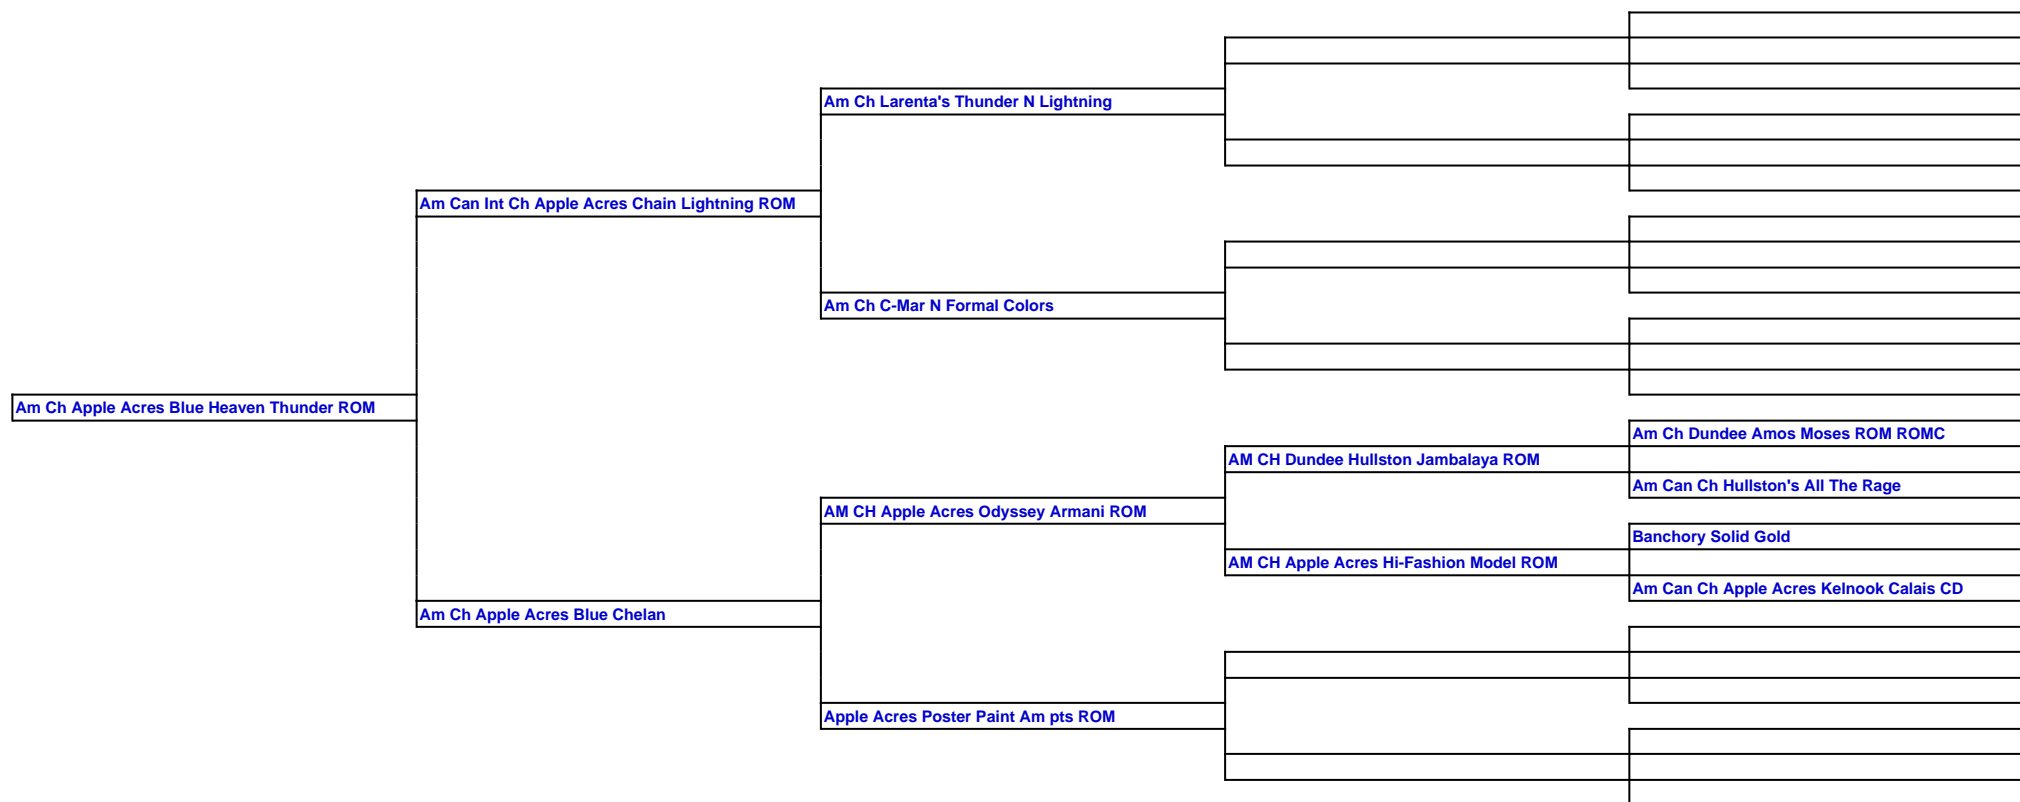 Am Ch Larenta's Thunder N Lightning
Am Can Int Ch Apple Acres Chain Lightning ROM
Am Ch C-Mar N Formal Colors
Am Ch Apple Acres Blue Heaven Thunder ROM
Am Ch Dundee Amos Moses ROM ROMC
AM CH Dundee Hullston Jambalaya ROM
Am Can Ch Hullston's All The Rage
AM CH Apple Acres Odyssey Armani ROM
Banchory Solid Gold
AM CH Apple Acres Hi-Fashion Model ROM
Am Can Ch Apple Acres Kelnook Calais CD
Am Ch Apple Acres Blue Chelan
Apple Acres Poster Paint Am pts ROM